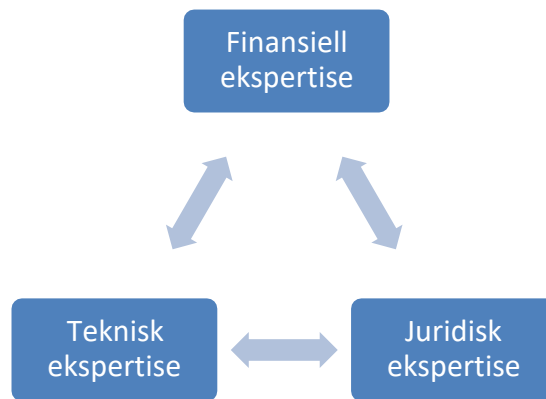 Finansiell
ekspertise
Teknisk
ekspertise
Juridisk
ekspertise